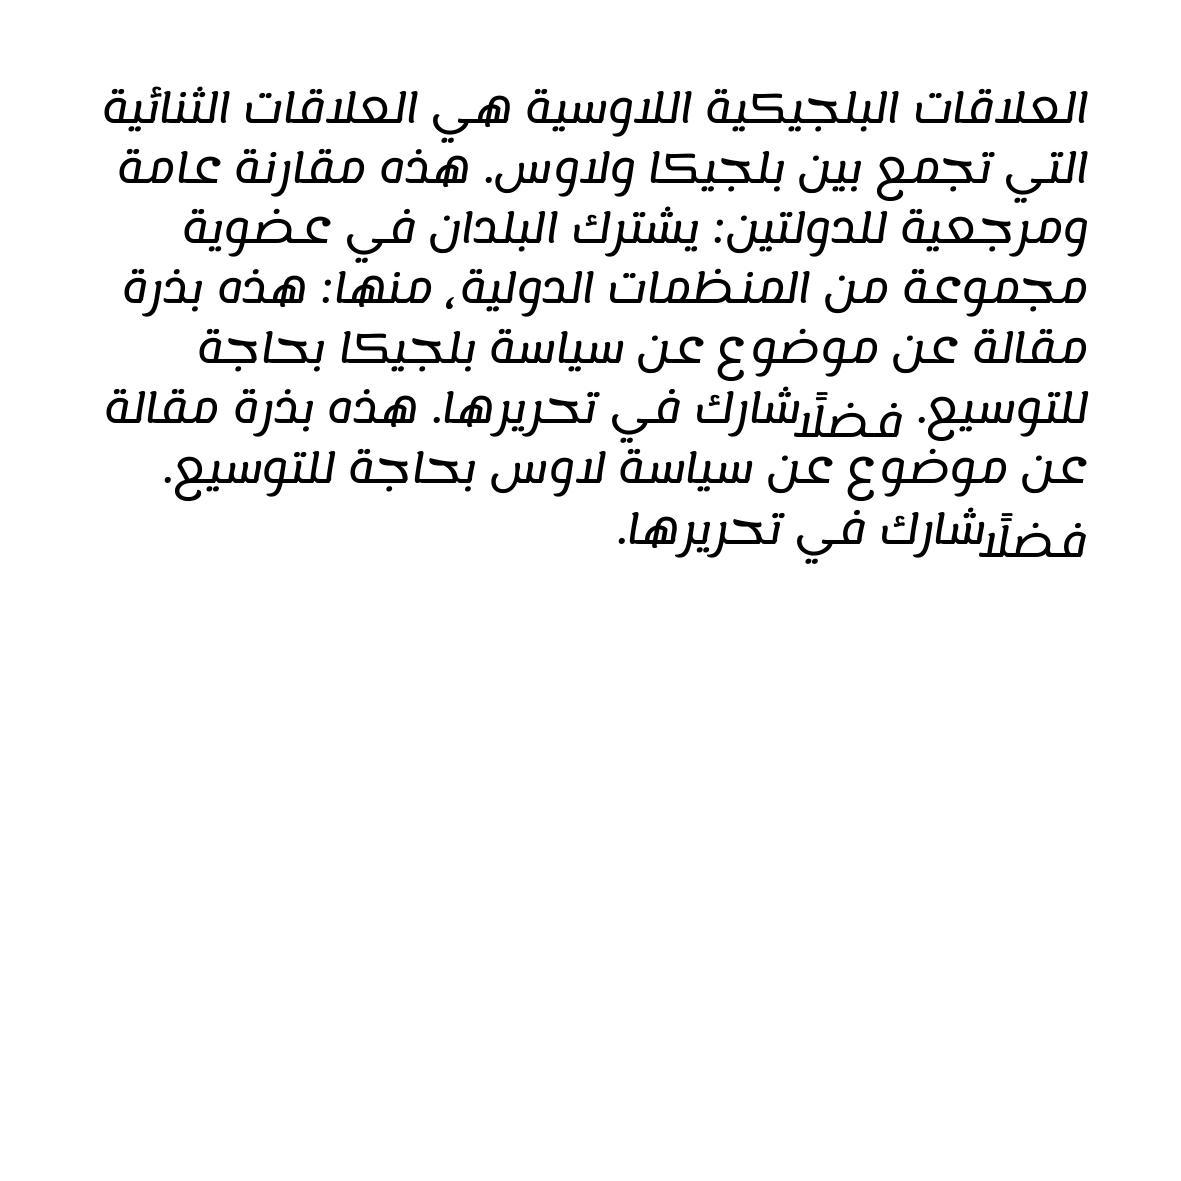 العلاقات البلجيكية اللاوسية هي العلاقات الثنائية
التي تجمع بين بلجيكا ولاوس. هذه مقارنة عامة
ومرجعية للدولتين: يشترك البلدان في عضوية
مجموعة من المنظمات الدولية، منها: هذه بذرة
مقالة عن موضوع عن سياسة بلجيكا بحاجة
للتوسيع. فضلًا شارك في تحريرها. هذه بذرة مقالة
عن موضوع عن سياسة لاوس بحاجة للتوسيع.
فضلًا شارك في تحريرها.